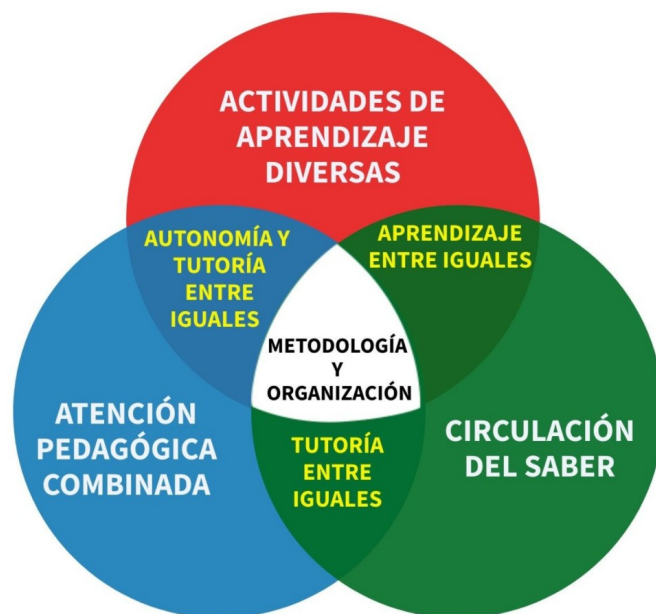 ACTIVIDADES DE
APRENDIZAJE
DIVERSAS
AUTONOMÍA Y
TUTORÍA
ENTRE
IGUALES
APRENDIZAJE
ENTRE IGUALES
METODOLOGÍA
Y
ORGANIZACIÓN
ATENCIÓN
PEDAGÓGICA
COMBINADA
TUTORÍA
ENTRE
IGUALES
CIRCULACIÓN
DEL SABER